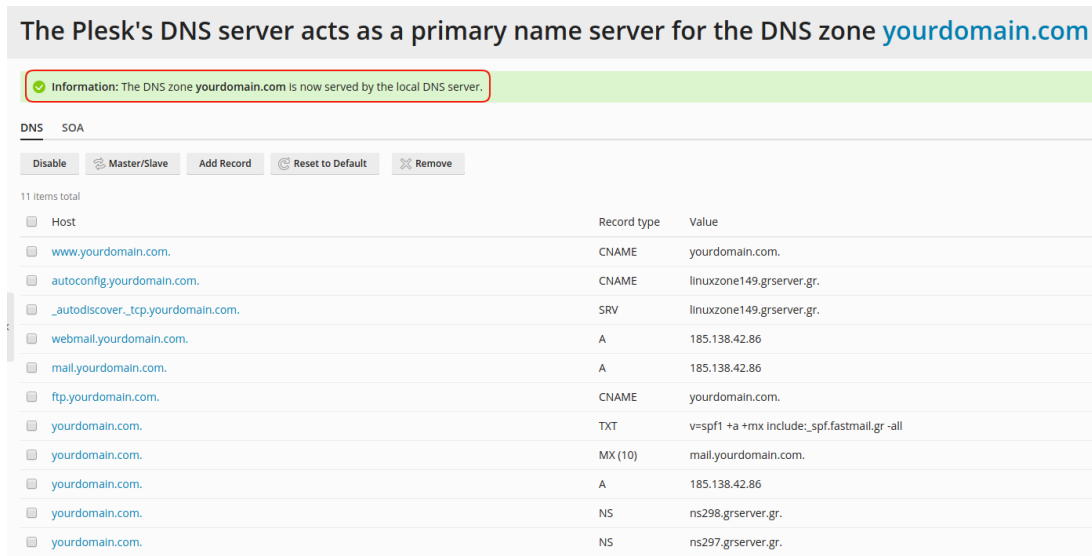 The Plesk's DNS server acts as a primary name server for the DNS zone yourdomain.com
Information: The DNS zone yourdomain.com is now served by the local DNS server.
DNS SOA
Disable Master/Slave Add Record Reset to Default Remove
11 items total
Host Record type Value
www.yourdomain.com. CNAME yourdomain.com.
autoconfig.yourdomain.com. CNAME linuxzone149.grserver.gr.
_autodiscover._tcp.yourdomain.com. SRV linuxzone149.grserver.gr.
webmail.yourdomain.com. A 185.138.42.86
mail.yourdomain.com. A 185.138.42.86
ftp.yourdomain.com. CNAME yourdomain.com.
yourdomain.com. TXT v=spf1 +a +mx include:_spf.fastmail.gr -all
yourdomain.com. MX (10) mail.yourdomain.com.
yourdomain.com. A 185.138.42.86
yourdomain.com. NS ns298.grserver.gr.
yourdomain.com. NS ns297.grserver.gr.